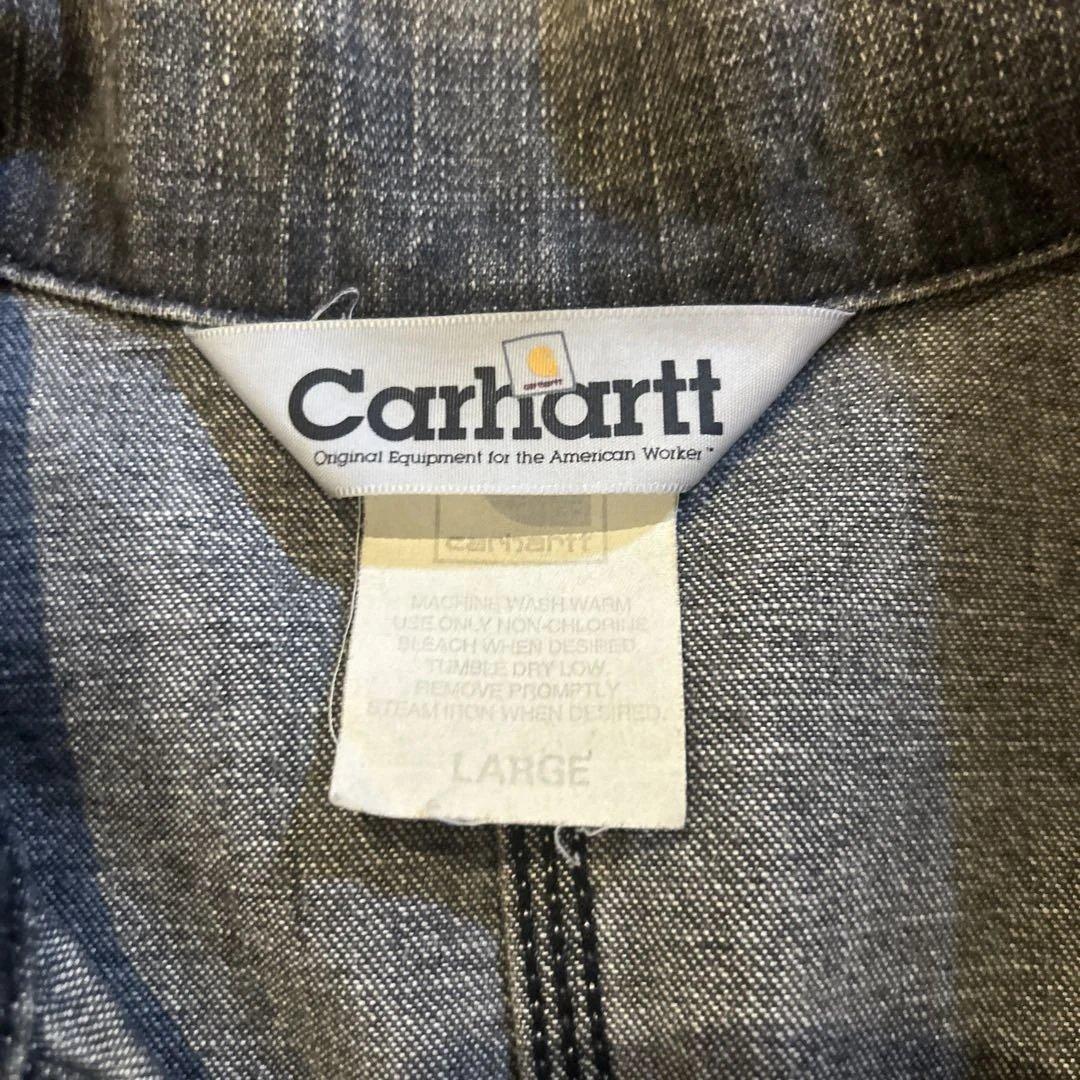 Carhartt
carhartt
Original Equipment for the American Worker™
carhartt
MACHINE WASH WARM
USE ONLY NON-CHLORINE
BLEACH WHEN DESIRED.
TUMBLE DRY LOW.
REMOVE PROMPTLY
STEAM IRON WHEN DESIRED.
LARGE